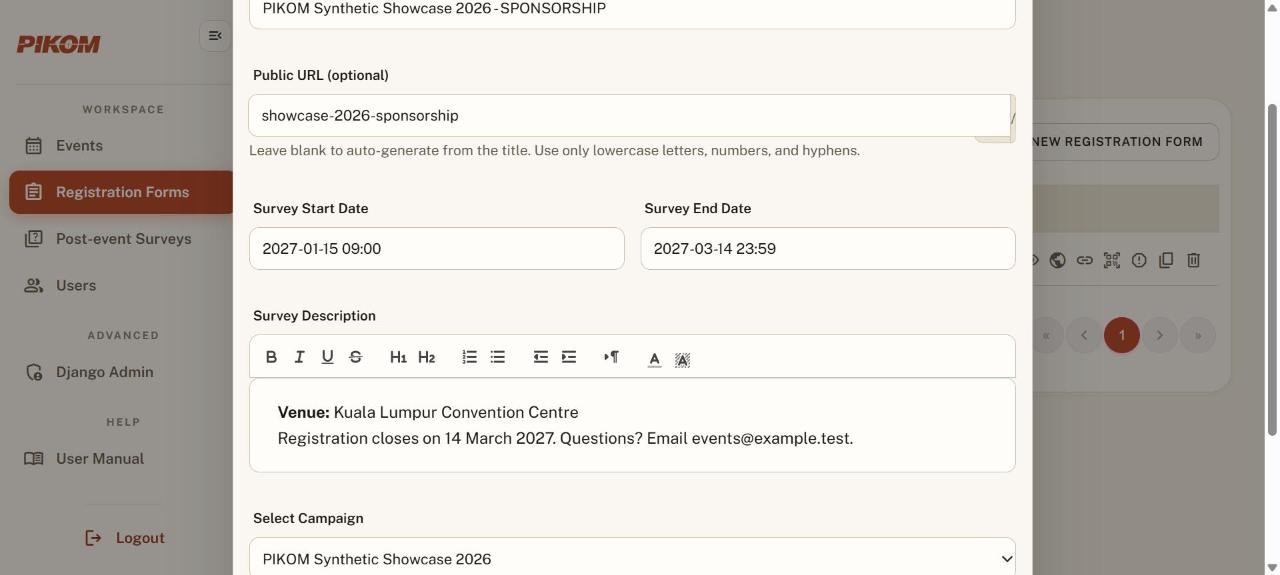 PIKOM
WORKSPACE
Events
Registration Forms
Post-event Surveys
Users
ADVANCED
Django Admin
HELP
User Manual
Logout
PIKOM Synthetic Showcase 2026 - SPONSORSHIP
Public URL (optional)
showcase-2026-sponsorship
/
Leave blank to auto-generate from the title. Use only lowercase letters, numbers, and hyphens.
Survey Start Date
Survey End Date
2027-01-15 09:00
2027-03-14 23:59
Survey Description
B I U S H1 H2 A A
Venue: Kuala Lumpur Convention Centre
Registration closes on 14 March 2027. Questions? Email events@example.test.
Select Campaign
PIKOM Synthetic Showcase 2026
NEW REGISTRATION FORM
« ‹ 1 › »